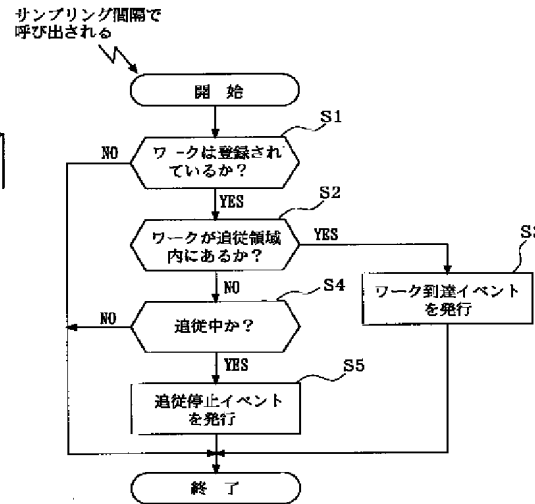 サンプリング間隔で
呼び出される
開 始
S1
ワークは登録され
ているか？
NO
YES
S2
ワークが追従領域
内にあるか？
YES
NO
S3
ワーク到達イベント
を発行
S4
追従中か？
NO
YES
S5
追従停止イベント
を発行
終 了